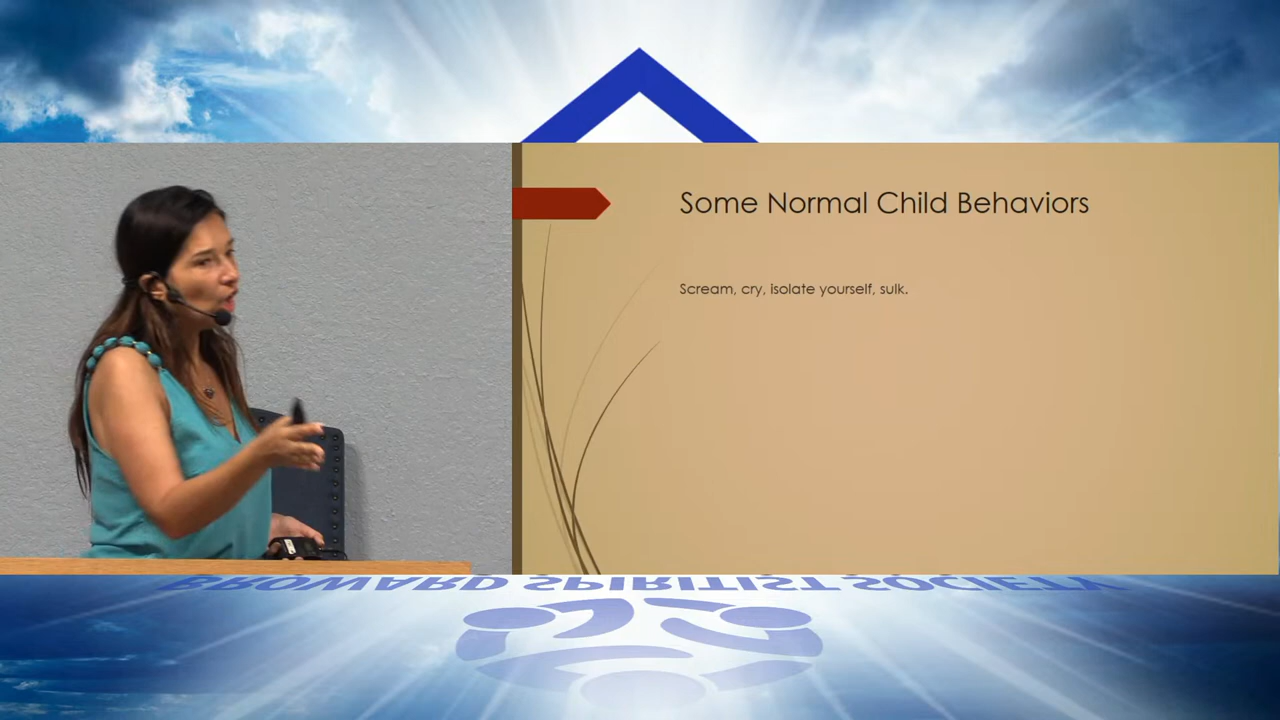 Some Normal Child Behaviors
Scream, cry, isolate yourself, sulk.
BROWARD SPIRITIST SOCIETY